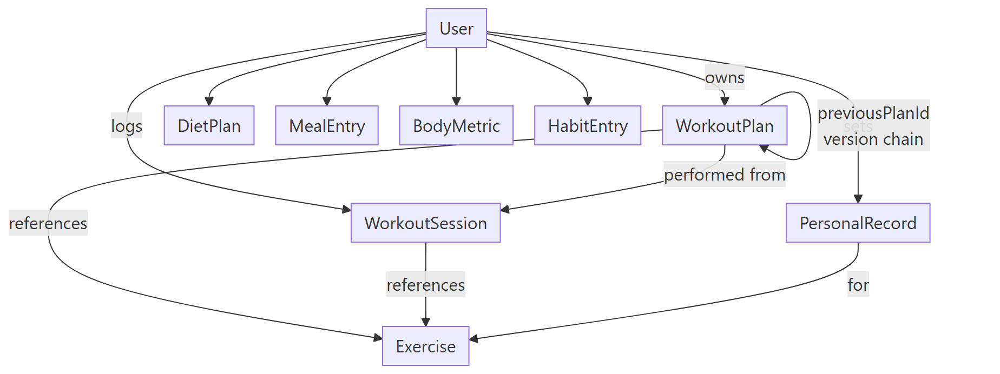 User
owns
logs
DietPlan
MealEntry
BodyMetric
HabitEntry
WorkoutPlan
previousPlanId
sets
version chain
performed from
references
WorkoutSession
PersonalRecord
references
for
Exercise